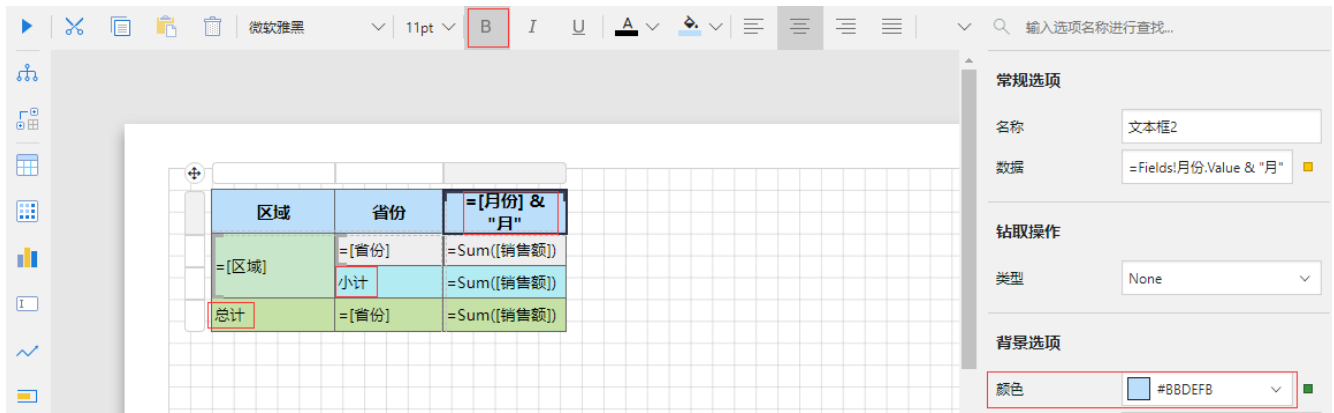 微软雅黑 11pt B I U A 输入选项名称进行查找...
常规选项
名称 文本框2
数据 =Fields!月份.Value & "月"
钻取操作
类型 None
背景选项
颜色 #BBDEFB
区域 省份 =[月份] &
"月"
=[区域] =[省份] =Sum([销售额])
小计 =Sum([销售额])
总计 =[省份] =Sum([销售额])